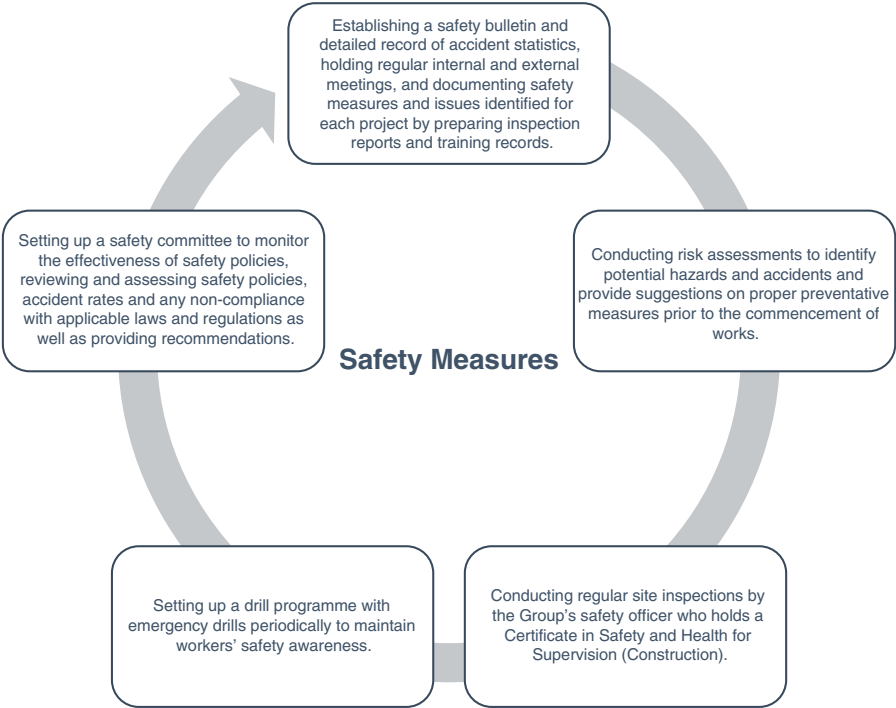 Establishing a safety bulletin and
detailed record of accident statistics,
holding regular internal and external
meetings, and documenting safety
measures and issues identified for
each project by preparing inspection
reports and training records.
Conducting risk assessments to identify
potential hazards and accidents and
provide suggestions on proper preventative
measures prior to the commencement of
works.
Conducting regular site inspections by
the Group’s safety officer who holds a
Certificate in Safety and Health for
Supervision (Construction).
Setting up a drill programme with
emergency drills periodically to maintain
workers’ safety awareness.
Setting up a safety committee to monitor
the effectiveness of safety policies,
reviewing and assessing safety policies,
accident rates and any non-compliance
with applicable laws and regulations as
well as providing recommendations.
Safety Measures